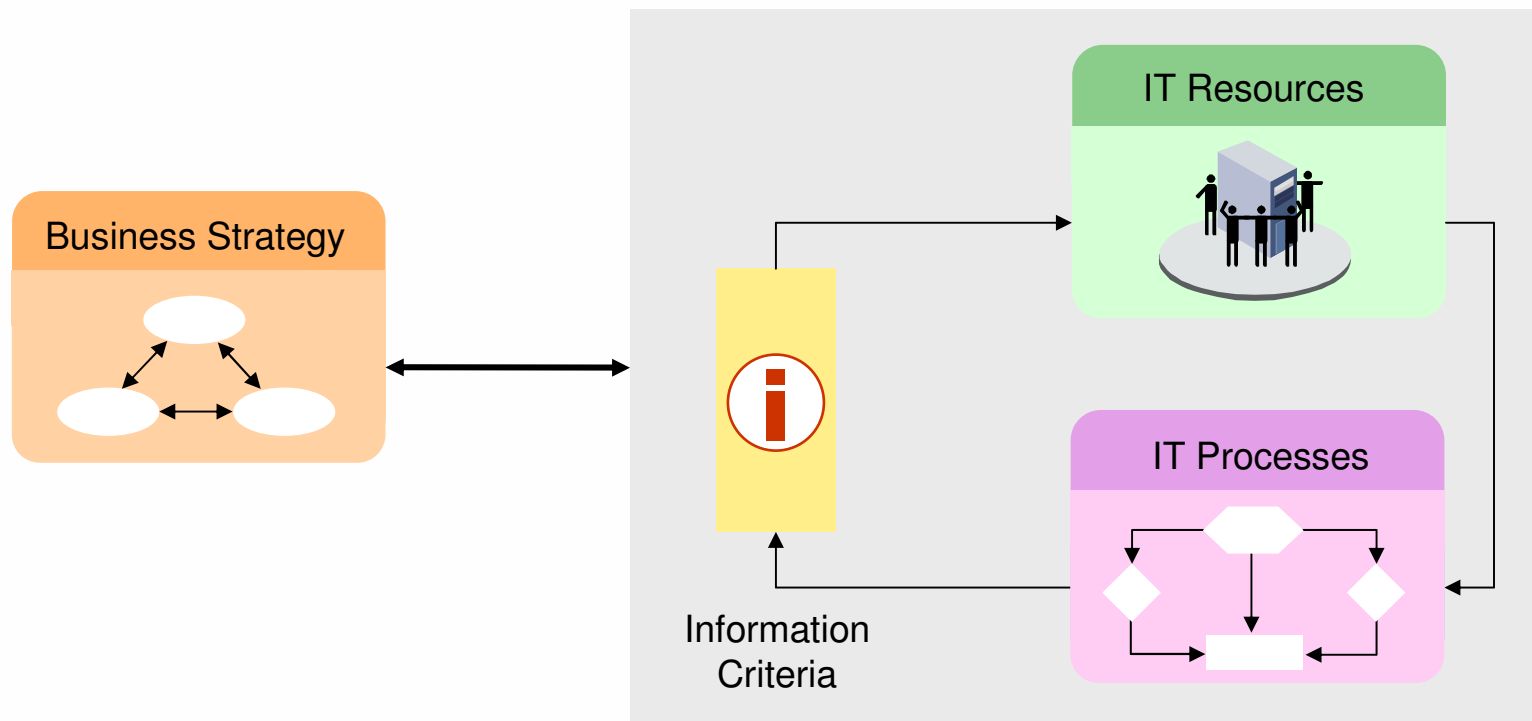 IT Resources
Business Strategy
i
IT Processes
Information
Criteria